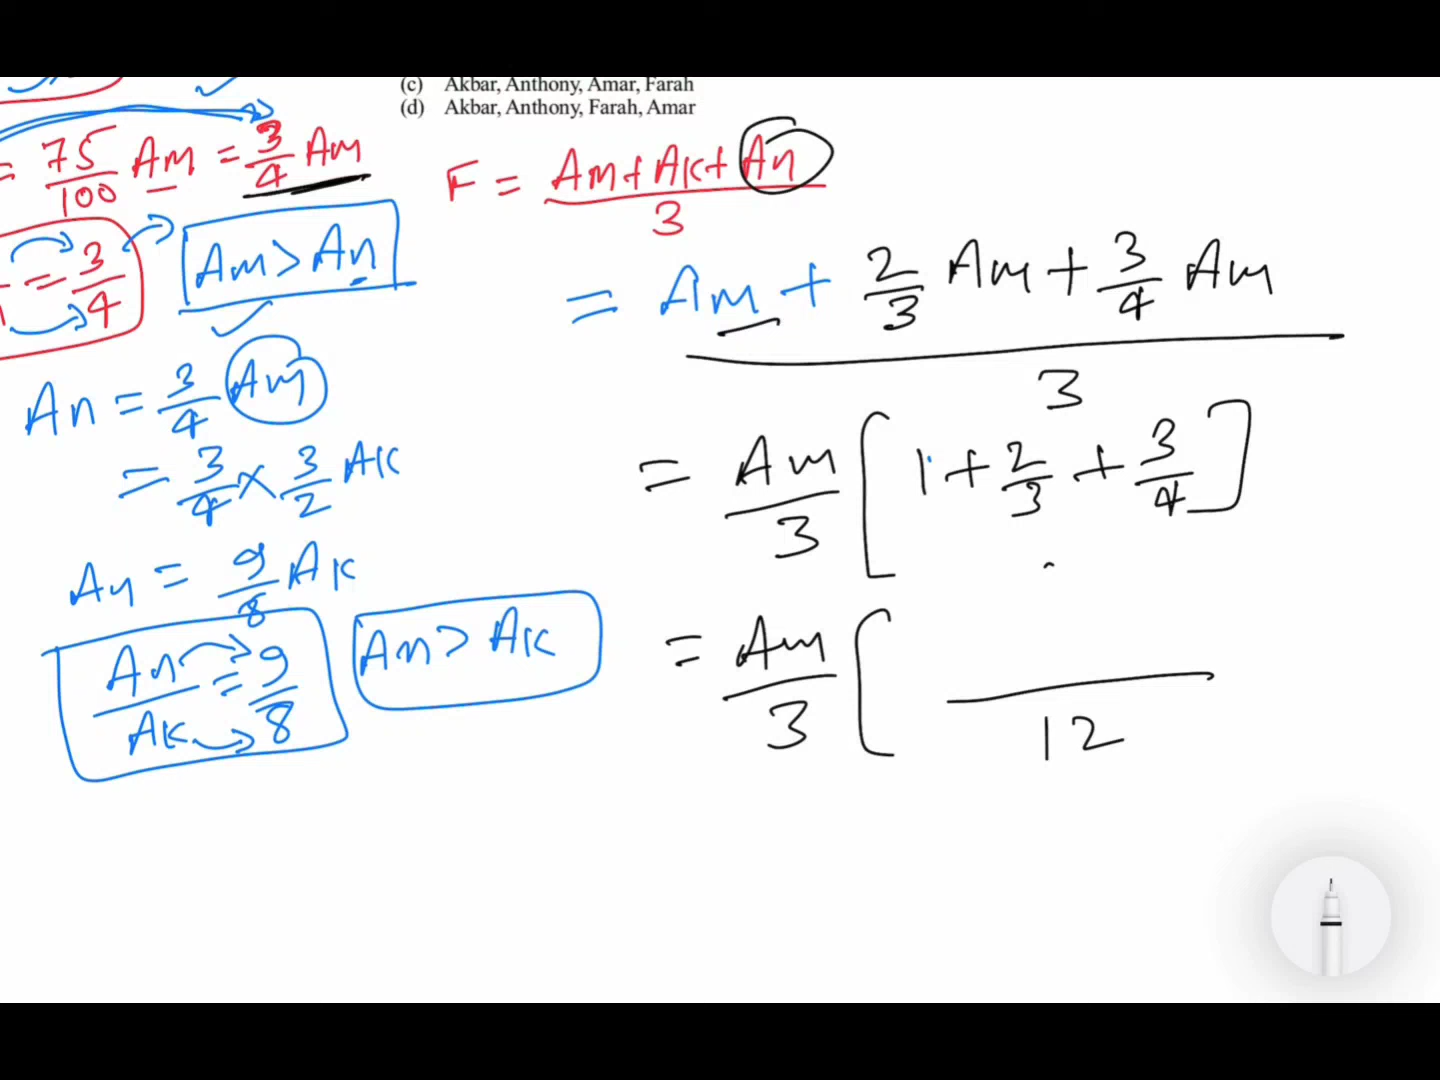 (c) Akbar, Anthony, Amar, Farah
(d) Akbar, Anthony, Farah, Amar
= 75/100 Am = 3/4 Am
= 3/4
Am > An
An = 3/4 Am
= 3/4 × 3/2 Ak
An = 9/8 Ak
An/Ak = 9/8
An > Ak
F = Am + Ak + An / 3
= Am + 2/3 Am + 3/4 Am / 3
= Am/3 [ 1 + 2/3 + 3/4 ]
= Am/3 [ /12